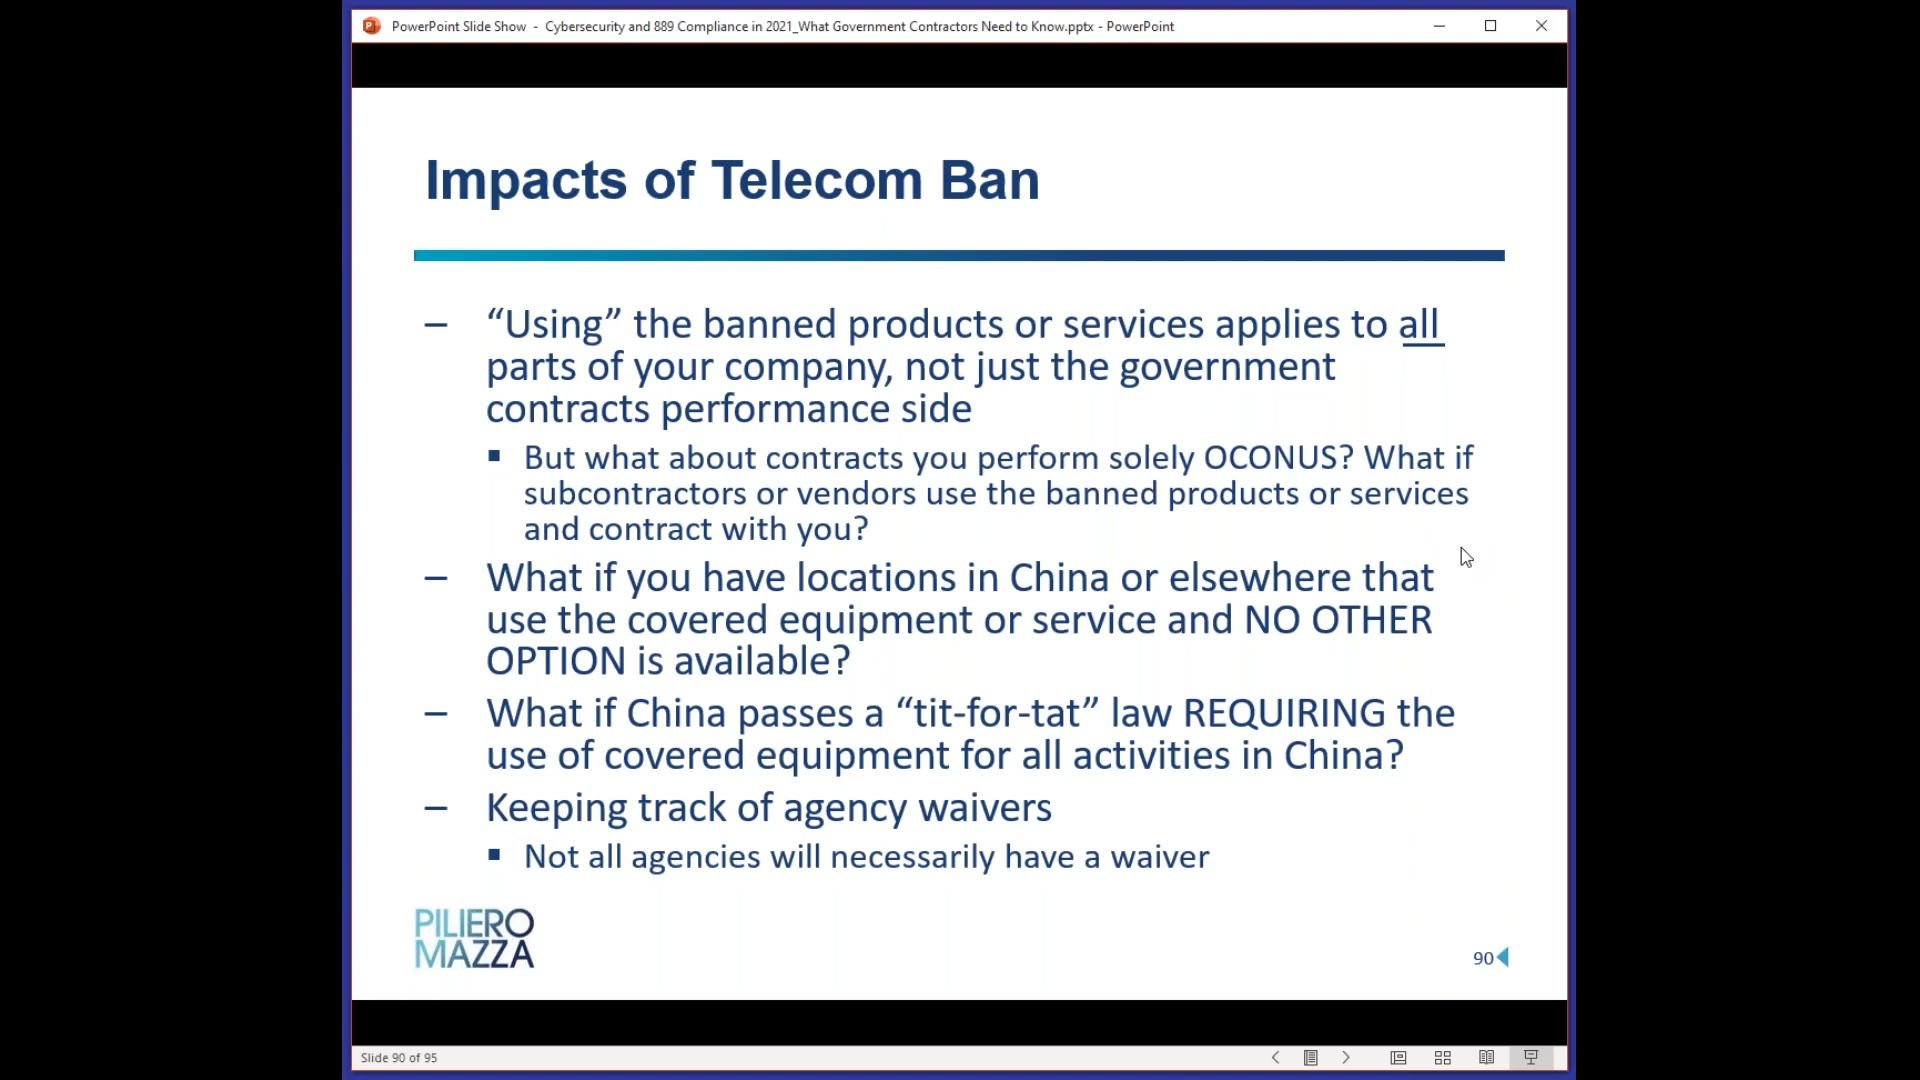 PowerPoint Slide Show - Cybersecurity and 889 Compliance in 2021_What Government Contractors Need to Know.pptx - PowerPoint
Impacts of Telecom Ban
– “Using” the banned products or services applies to all
parts of your company, not just the government
contracts performance side
▪ But what about contracts you perform solely OCONUS? What if
subcontractors or vendors use the banned products or services
and contract with you?
– What if you have locations in China or elsewhere that
use the covered equipment or service and NO OTHER
OPTION is available?
– What if China passes a “tit-for-tat” law REQUIRING the
use of covered equipment for all activities in China?
– Keeping track of agency waivers
▪ Not all agencies will necessarily have a waiver
PILIERO
MAZZA
90
Slide 90 of 95